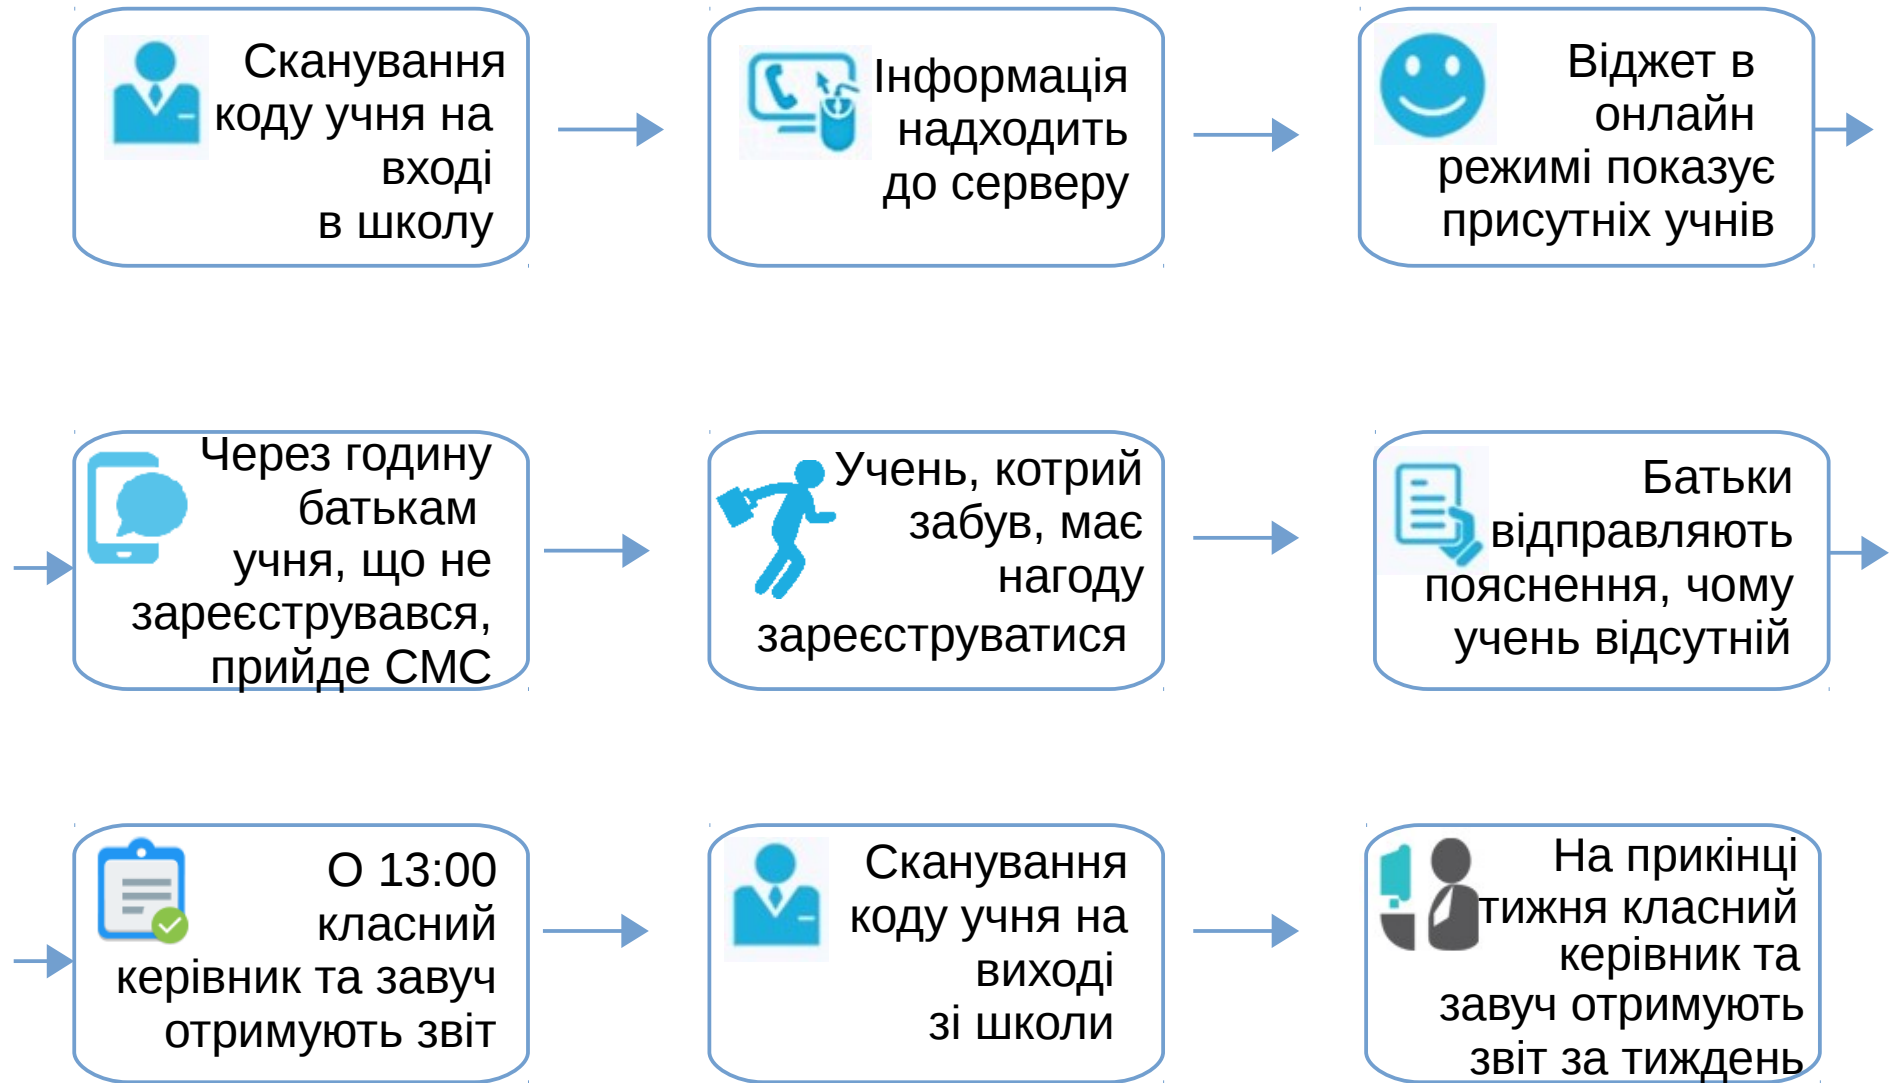 Сканування
коду учня на
вході
в школу
Інформація
надходить
до серверу
Віджет в
онлайн
режимі показує
присутніх учнів
Через годину
батькам
учня, що не
зареєструвався,
прийде СМС
Учень, котрий
забув, має
нагоду
зареєструватися
Батьки
відправляють
пояснення, чому
учень відсутній
О 13:00
класний
керівник та завуч
отримують звіт
Сканування
коду учня на
виході
зі школи
На прикінці
тижня класний
керівник та
завуч отримують
звіт за тиждень